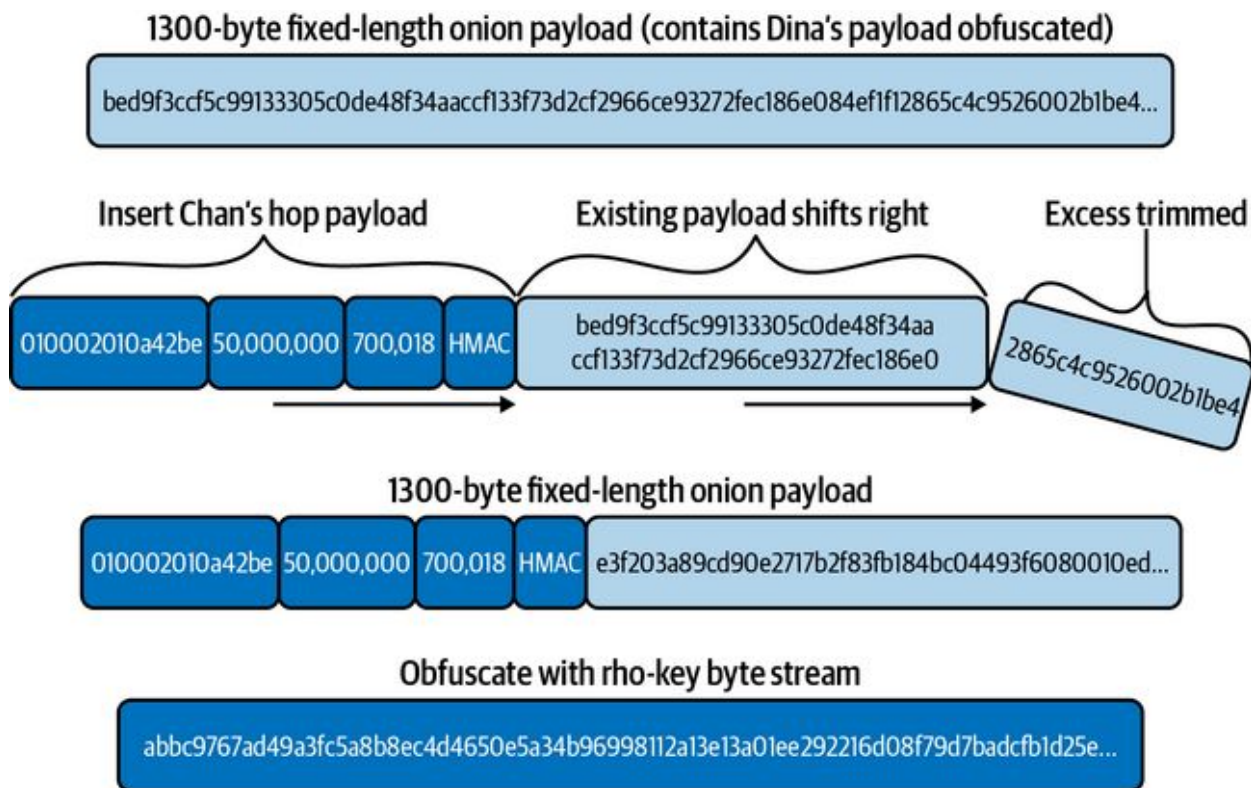 1300-byte fixed-length onion payload (contains Dina's payload obfuscated)
bed9f3ccf5c99133305c0de48f34aaccf133f73d2cf2966ce93272fec186e084ef1f12865c4c9526002b1be4...
Insert Chan's hop payload
Existing payload shifts right
Excess trimmed
010002010a42be
50,000,000
700,018
HMAC
bed9f3ccf5c99133305c0de48f34aa
ccf133f73d2cf2966ce93272fec186e0
2865c4c9526002b1be4
1300-byte fixed-length onion payload
010002010a42be
50,000,000
700,018
HMAC
e3f203a89cd90e2717b2f83fb184bc04493f6080010ed...
Obfuscate with rho-key byte stream
abbc9767ad49a3fc5a8b8ec4d4650e5a34b96998112a13e13a01ee292216d08f79d7badcfb1d25e...